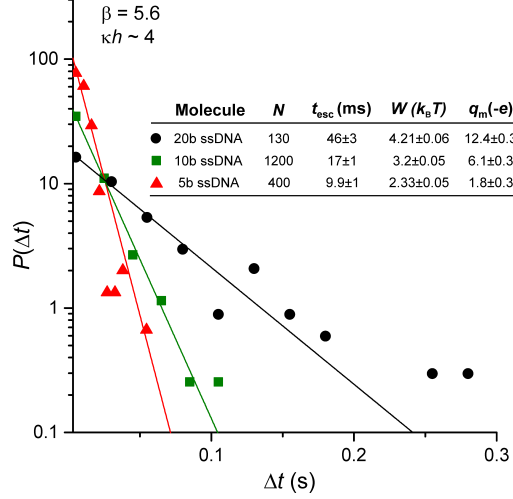 β = 5.6
κh ~ 4
100
10
1
0.1
P(Δt)
Molecule N t_esc (ms) W (k_BT) q_m(-e)
20b ssDNA 130 46±3 4.21±0.06 12.4±0.3
10b ssDNA 1200 17±1 3.2±0.05 6.1±0.3
5b ssDNA 400 9.9±1 2.33±0.05 1.8±0.3
0.1 0.2 0.3
Δt (s)